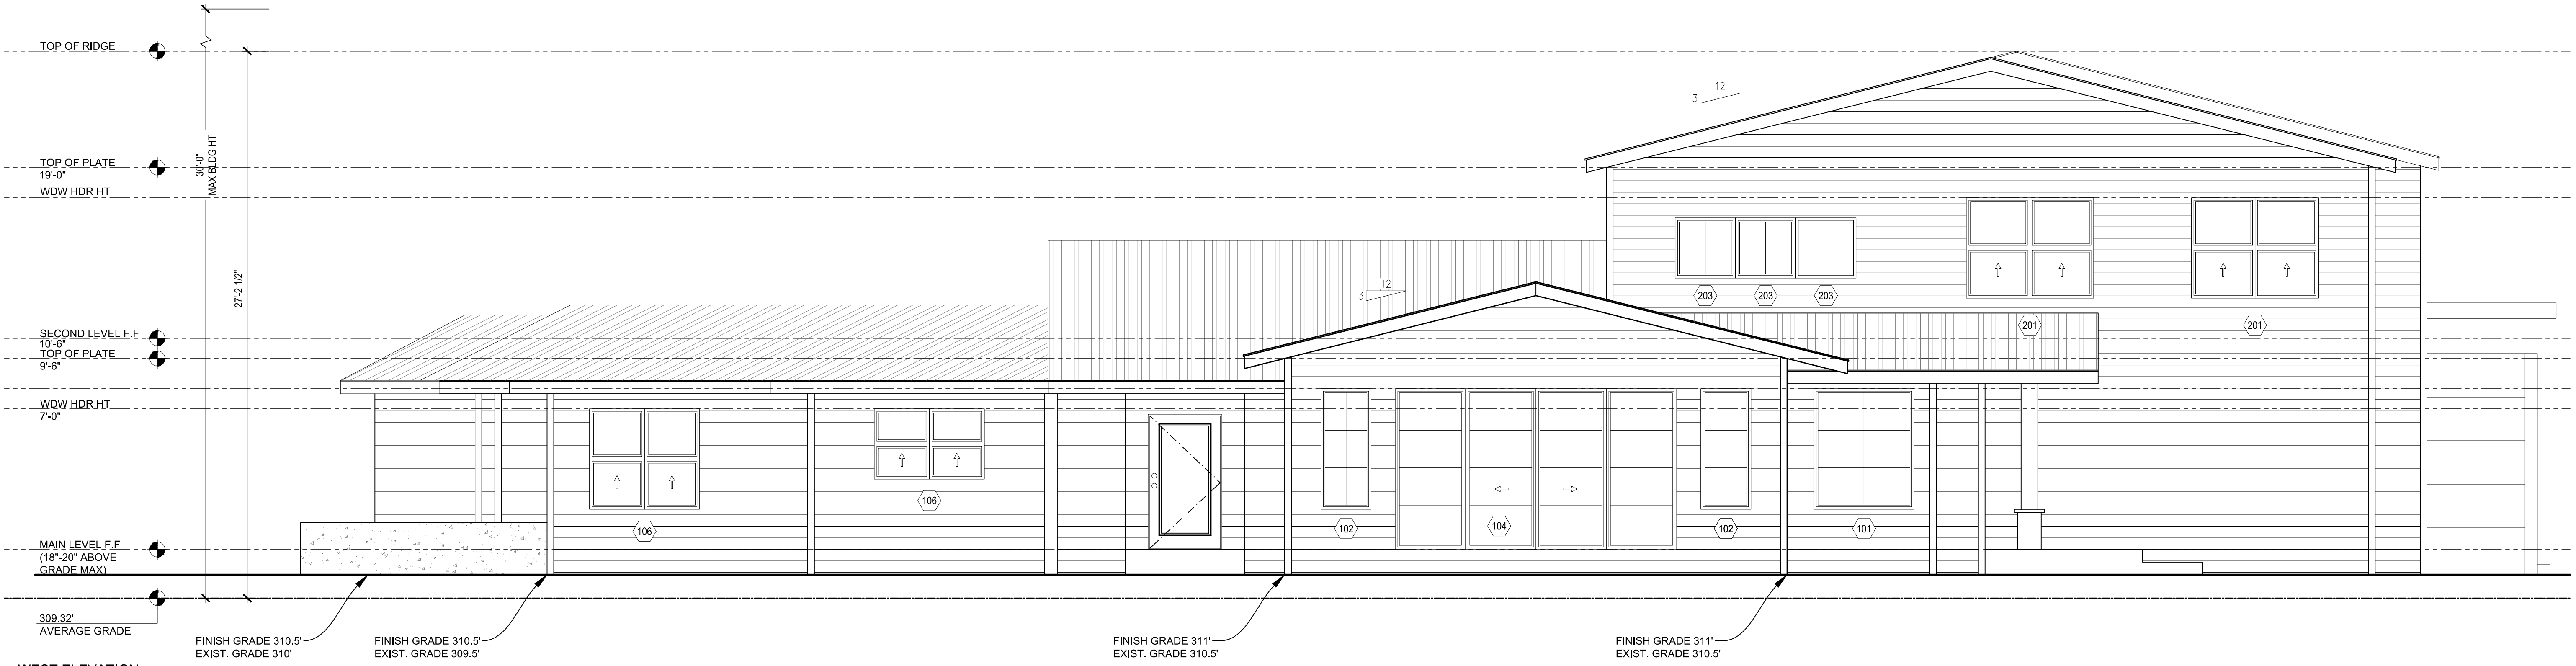 TOP OF RIDGE
TOP OF PLATE
19'-0"
WDW HDR HT
SECOND LEVEL F.F
10'-6"
TOP OF PLATE
9'-6"
WDW HDR HT
7'-0"
MAIN LEVEL F.F
(18"-20" ABOVE
GRADE MAX)
309.32'
AVERAGE GRADE
30'-0"
MAX BLDG HT
27'-2 1/2"
12
3
12
3
203
203
203
201
201
106
106
102
104
102
101
FINISH GRADE 310.5'
EXIST. GRADE 310'
FINISH GRADE 310.5'
EXIST. GRADE 309.5'
FINISH GRADE 311'
EXIST. GRADE 310.5'
FINISH GRADE 311'
EXIST. GRADE 310.5'
WEST ELEVATION